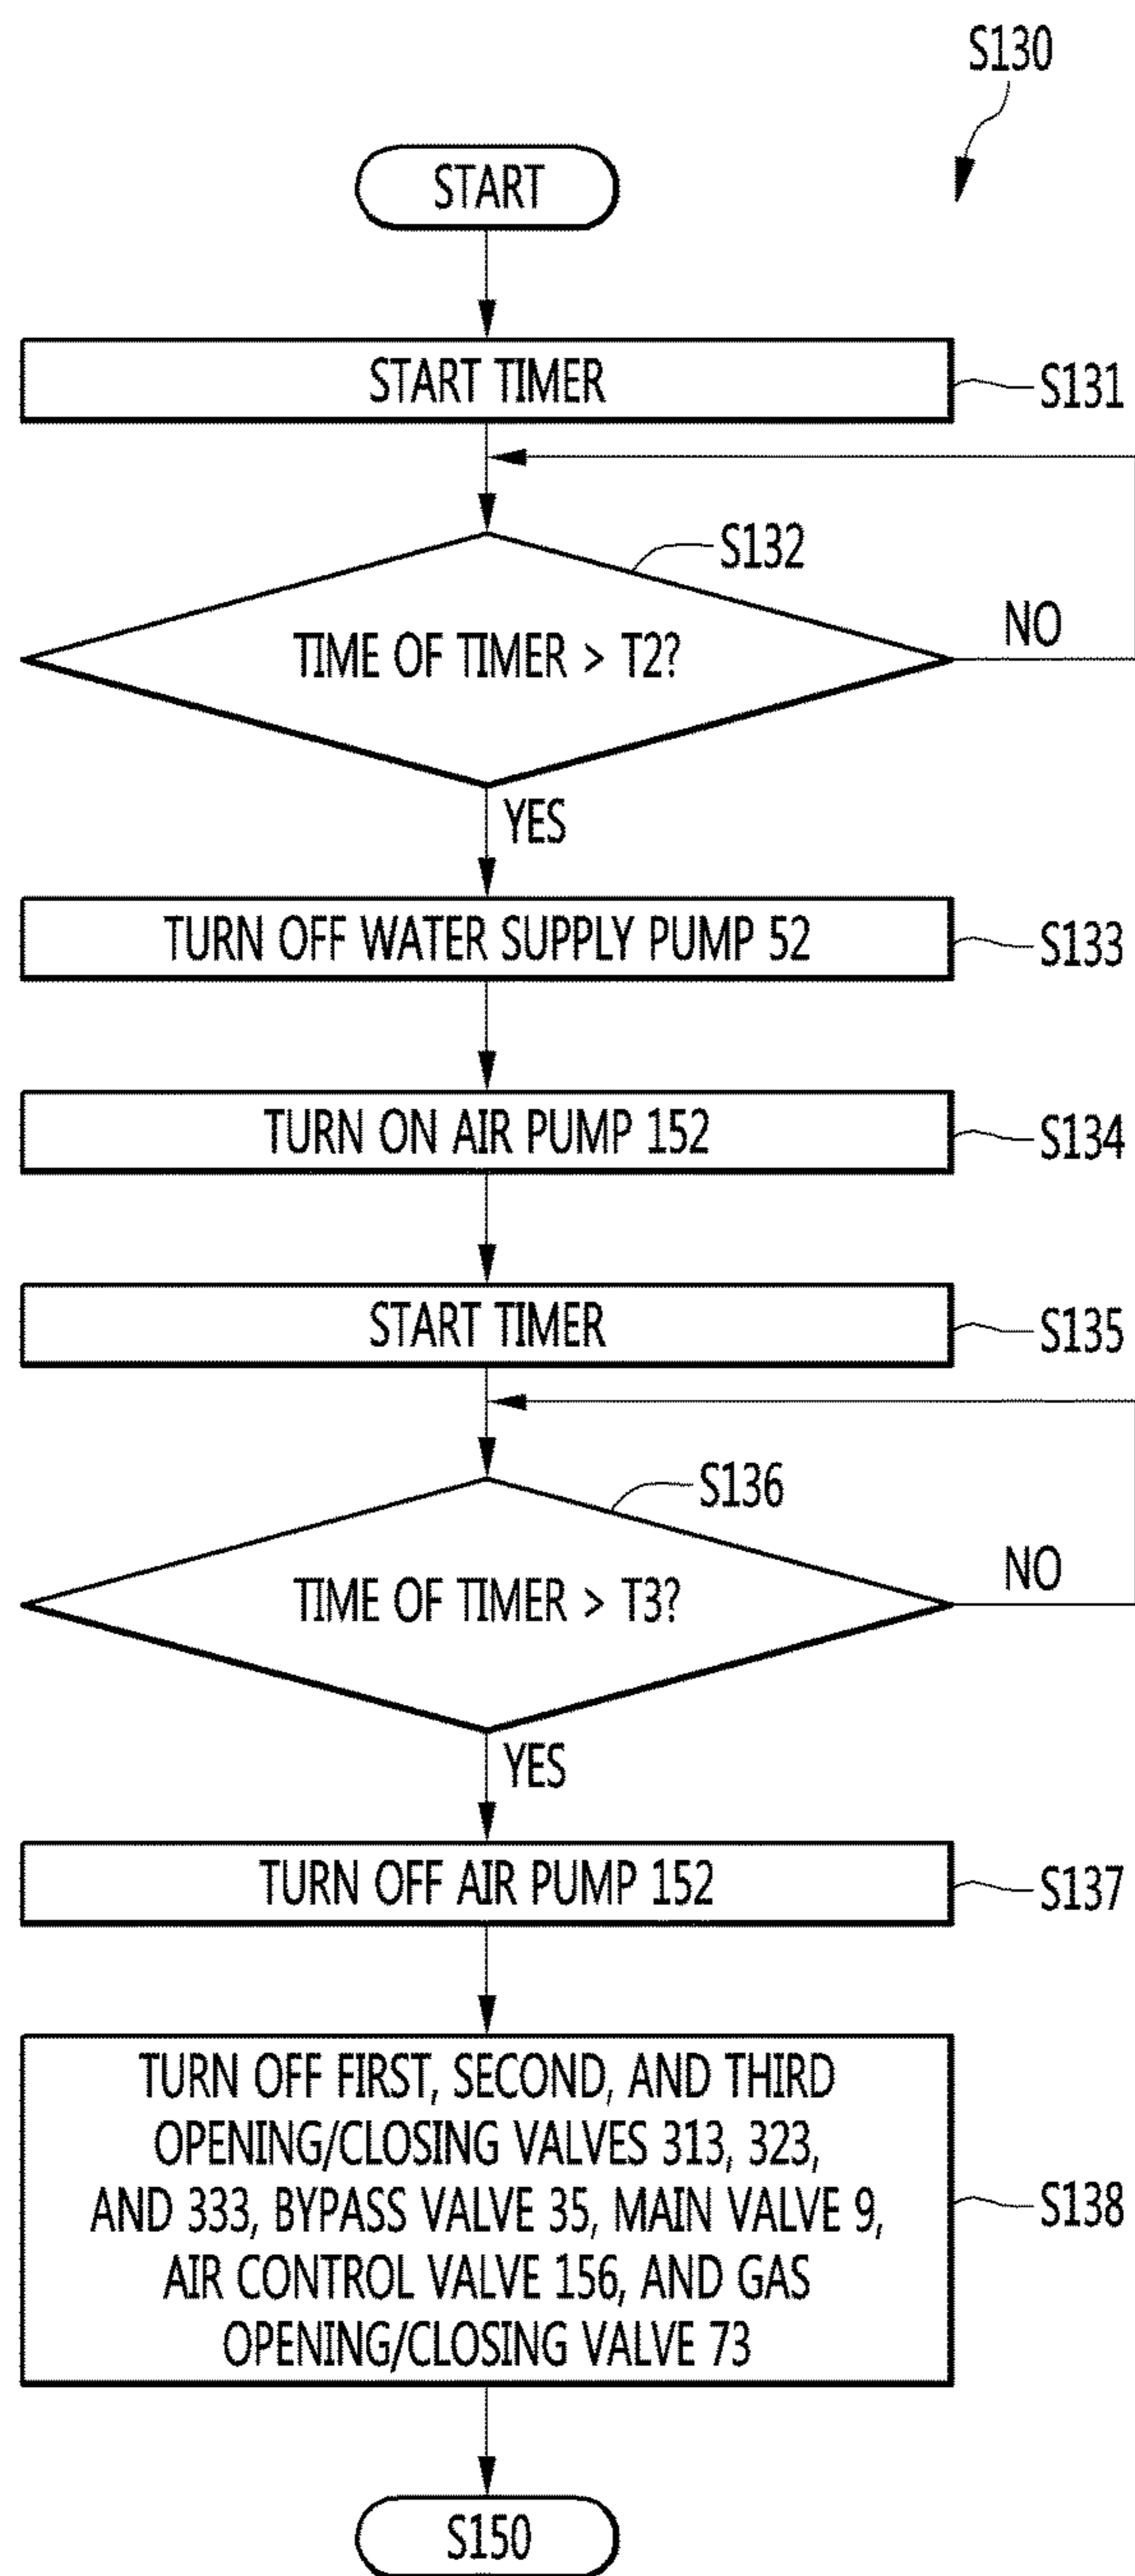 S130
START
START TIMER
S131
S132
TIME OF TIMER > T2?
NO
YES
TURN OFF WATER SUPPLY PUMP 52
S133
TURN ON AIR PUMP 152
S134
START TIMER
S135
S136
TIME OF TIMER > T3?
NO
YES
TURN OFF AIR PUMP 152
S137
TURN OFF FIRST, SECOND, AND THIRD
OPENING/CLOSING VALVES 313, 323,
AND 333, BYPASS VALVE 35, MAIN VALVE 9,
AIR CONTROL VALVE 156, AND GAS
OPENING/CLOSING VALVE 73
S138
S150